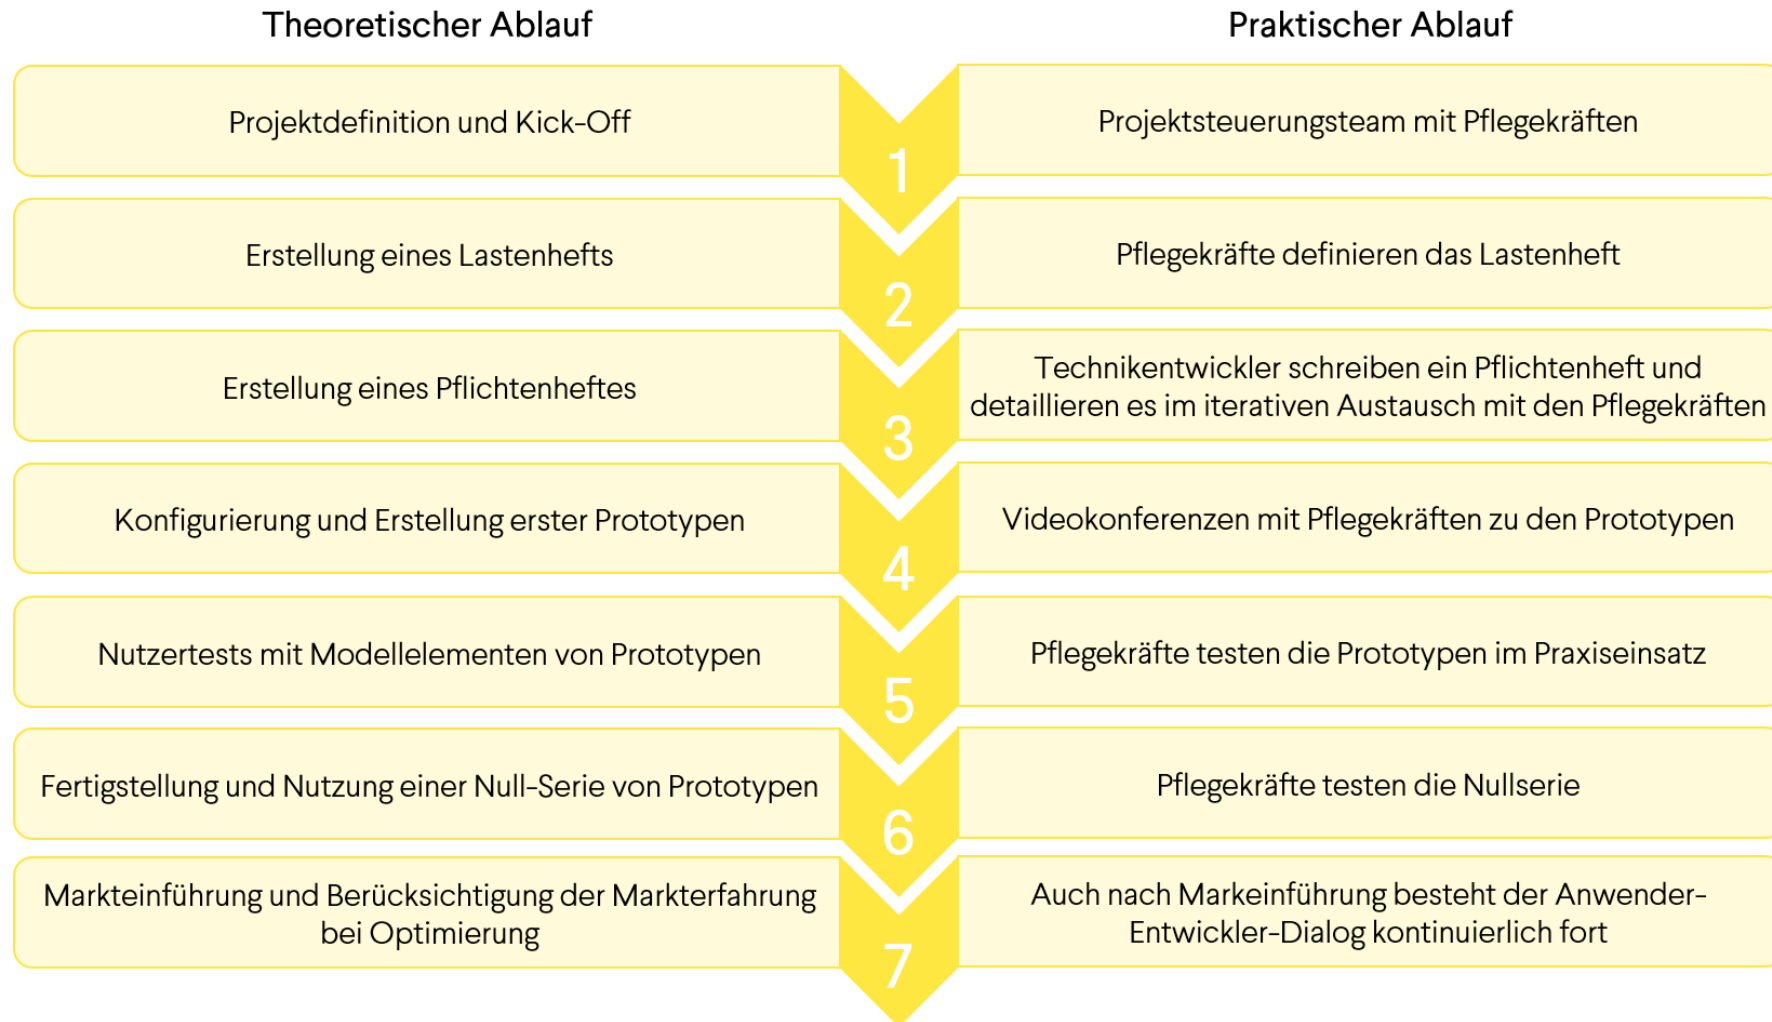 Theoretischer Ablauf
Praktischer Ablauf
Projektdefinition und Kick-Off
1
Projektsteuerungsteam mit Pflegekräften
Erstellung eines Lastenhefts
2
Pflegekräfte definieren das Lastenheft
Erstellung eines Pflichtenheftes
3
Technikentwickler schreiben ein Pflichtenheft und
detaillieren es im iterativen Austausch mit den Pflegekräften
Konfigurierung und Erstellung erster Prototypen
4
Videokonferenzen mit Pflegekräften zu den Prototypen
Nutzertests mit Modellelementen von Prototypen
5
Pflegekräfte testen die Prototypen im Praxiseinsatz
Fertigstellung und Nutzung einer Null-Serie von Prototypen
6
Pflegekräfte testen die Nullserie
Markteinführung und Berücksichtigung der Markterfahrung
bei Optimierung
7
Auch nach Markeinführung besteht der Anwender-
Entwickler-Dialog kontinuierlich fort